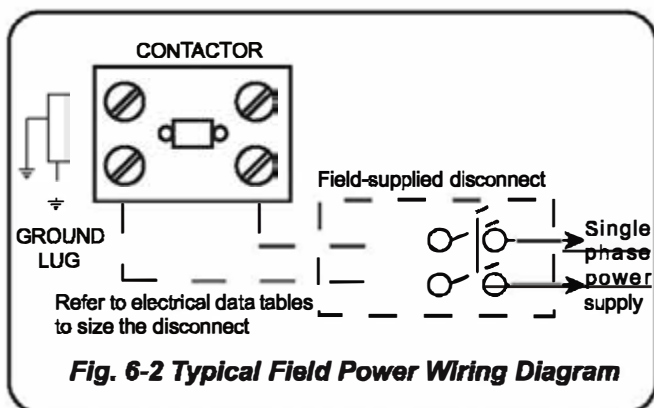 CONTACTOR
GROUND
LUG
Field-supplied disconnect
Single
phase
power
supply
Refer to electrical data tables
to size the disconnect
Fig. 6-2 Typical Field Power Wiring Diagram